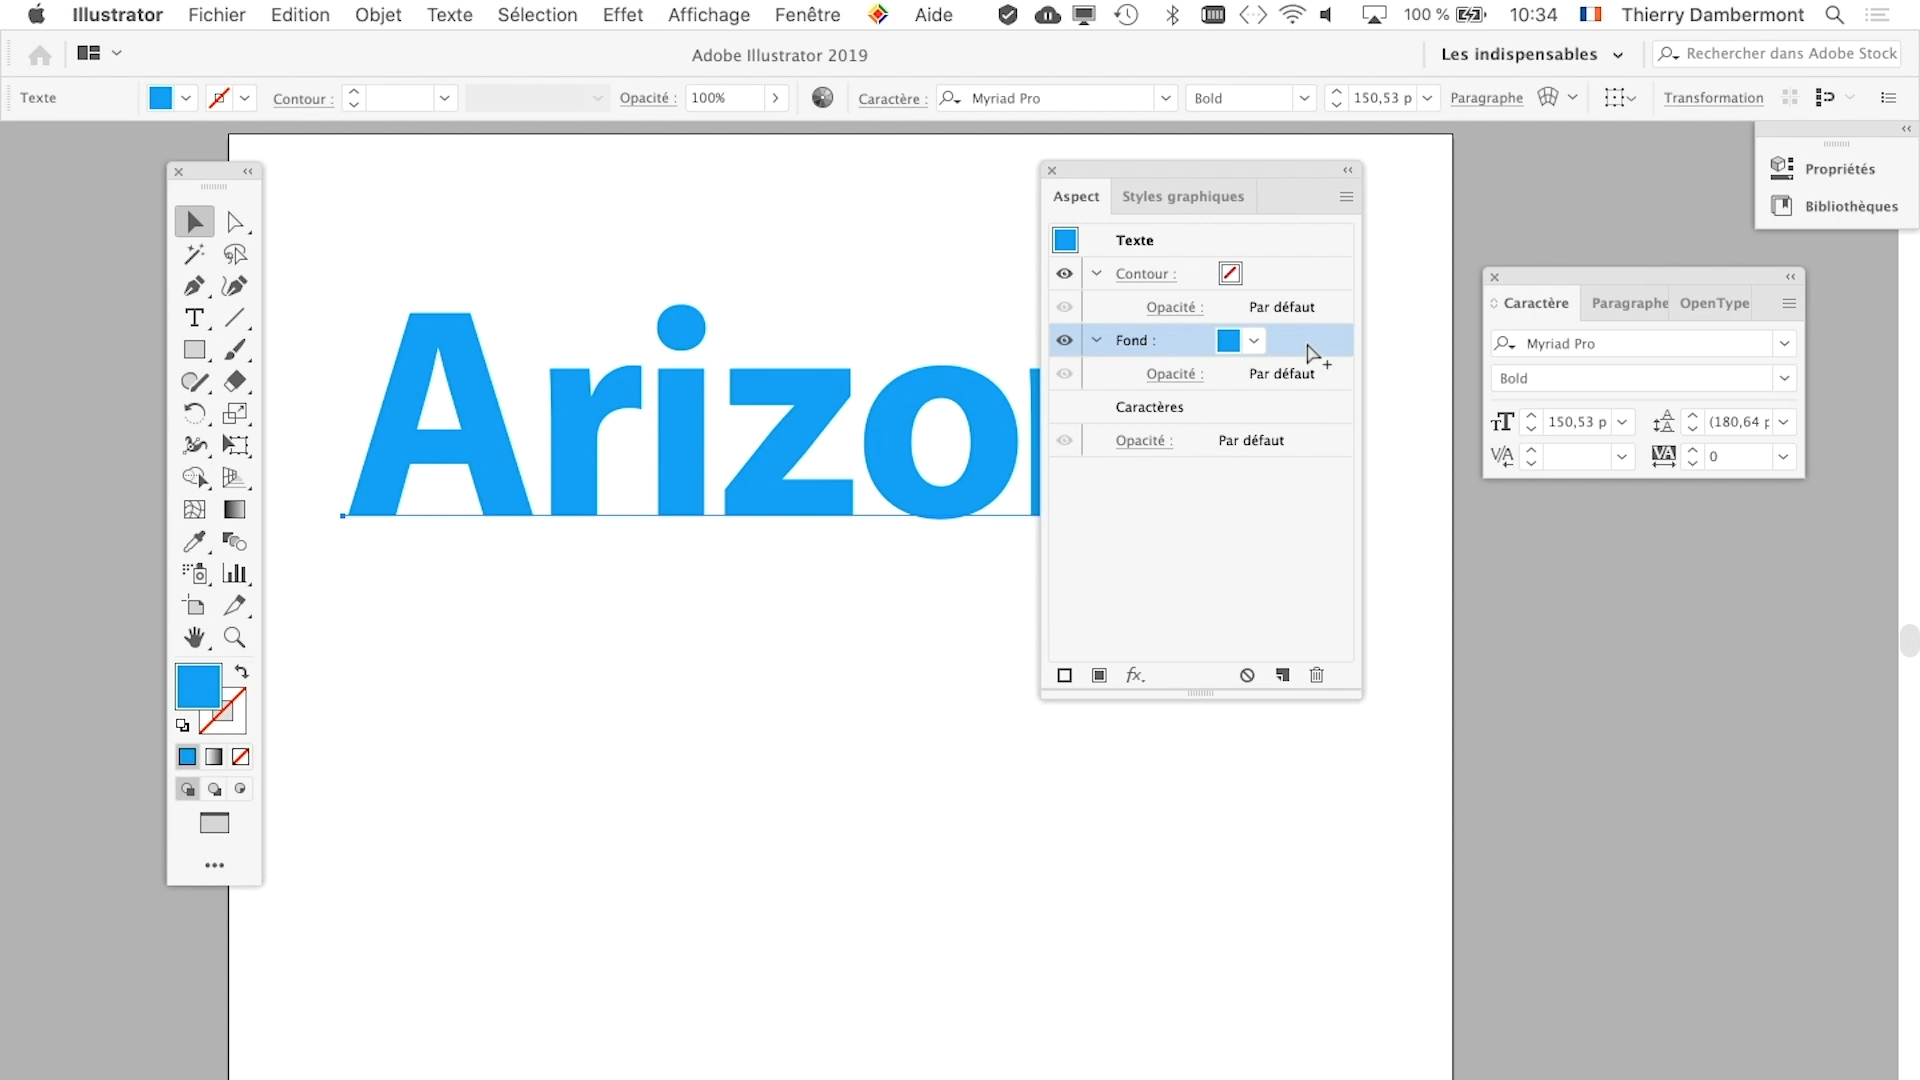 Illustrator Fichier Edition Objet Texte Sélection Effet Affichage Fenêtre Aide 100 % 10:34 Thierry Dambermont
Adobe Illustrator 2019 Les indispensables Rechercher dans Adobe Stock
Texte Contour : Opacité : 100% Caractère : Myriad Pro Bold 150,53 p Paragraphe Transformation
Propriétés
Bibliothèques
Aspect Styles graphiques
Texte
Contour :
Opacité : Par défaut
Fond :
Opacité : Par défaut
Caractères
Opacité : Par défaut
fx.
Caractère Paragraphe OpenType
Myriad Pro
Bold
150,53 p (180,64 p
0
Arizo